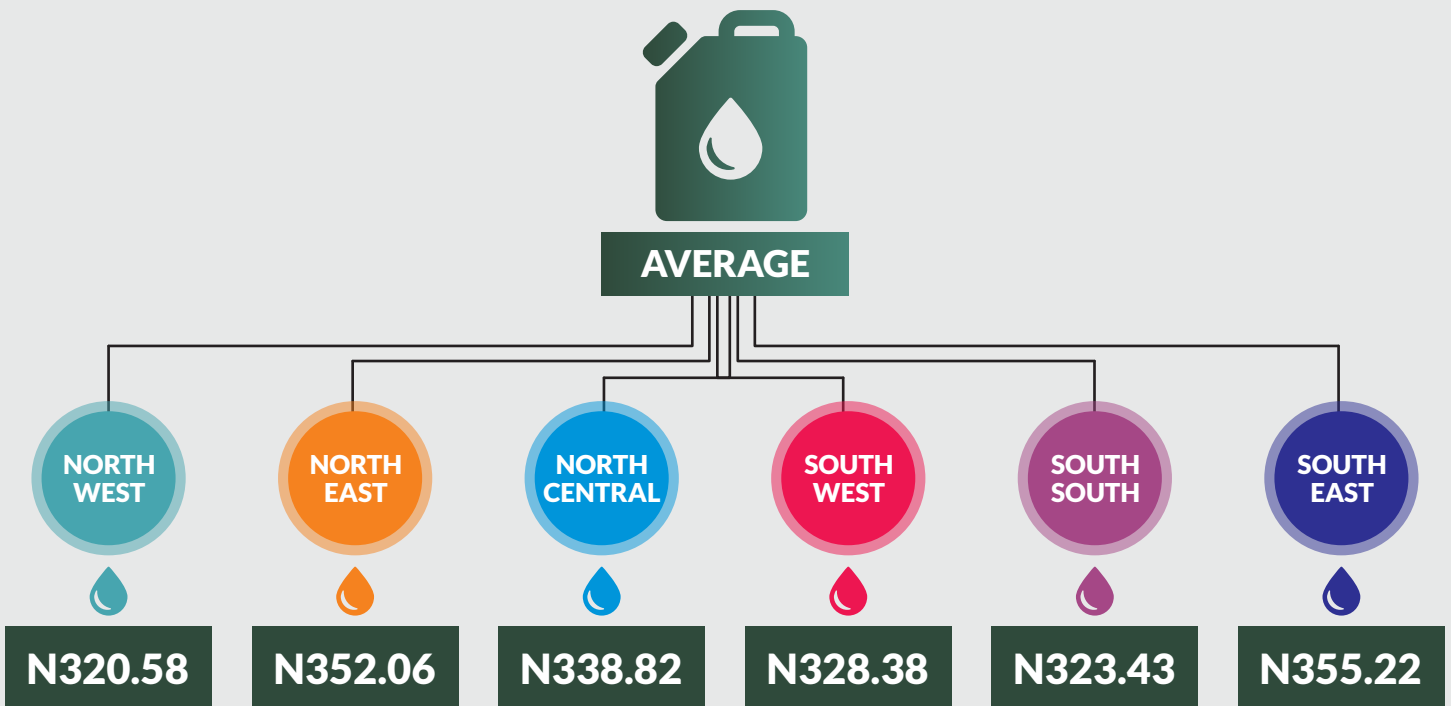 AVERAGE
NORTH
WEST
NORTH
EAST
NORTH
CENTRAL
SOUTH
WEST
SOUTH
SOUTH
SOUTH
EAST
N320.58
N352.06
N338.82
N328.38
N323.43
N355.22